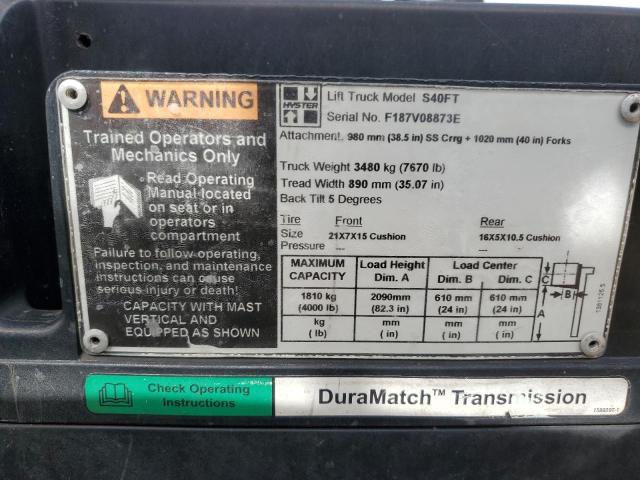 WARNING
Trained Operators and
Mechanics Only
Read Operating
Manual located
on seat or in
operators
compartment
Failure to follow operating,
inspection, and maintenance
instructions can cause
serious injury or death!
CAPACITY WITH MAST
VERTICAL AND
EQUIPPED AS SHOWN
HYSTER
Lift Truck Model S40FT
Serial No. F187V08873E
Attachment. 980 mm (38.5 in) SS Crrg + 1020 mm (40 in) Forks
Truck Weight 3480 kg (7670 lb)
Tread Width 890 mm (35.07 in)
Back Tilt 5 Degrees
Tire Front Rear
Size 21X7X15 Cushion 16X5X10.5 Cushion
Pressure --- ---
MAXIMUM CAPACITY Load Height Dim. A Load Center Dim. B Dim. C
1810 kg 2090mm 610 mm 610 mm
(4000 lb) (82.3 in) (24 in) (24 in)
kg mm mm mm
( lb) ( in) ( in) ( in)
C B A
Check Operating
Instructions
DuraMatch™ Transmission